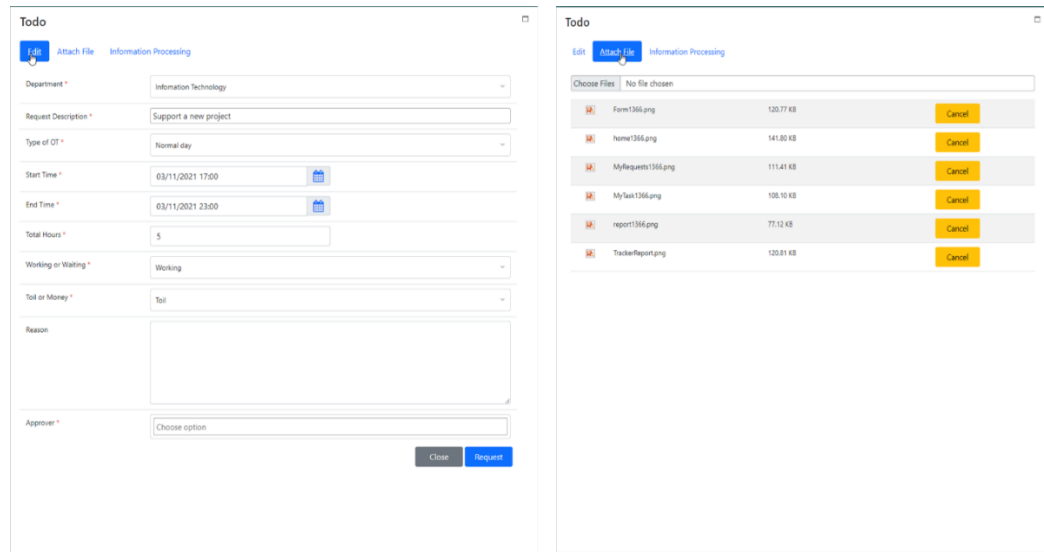 Todo
Edit Attach File Information Processing
Department * Infomation Technology
Request Description * Support a new project
Type of OT * Normal day
Start Time * 03/11/2021 17:00
End Time * 03/11/2021 23:00
Total Hours * 5
Working or Waiting * Working
Toil or Money * Toil
Reason
Approver * Choose option
Close Request
Todo
Edit Attach File Information Processing
Choose Files No file chosen
Form1366.png 120.77 KB Cancel
home1366.png 141.80 KB Cancel
MyRequests1366.png 111.41 KB Cancel
MyTask1366.png 108.10 KB Cancel
report1366.png 77.12 KB Cancel
TrackerReport.png 120.81 KB Cancel